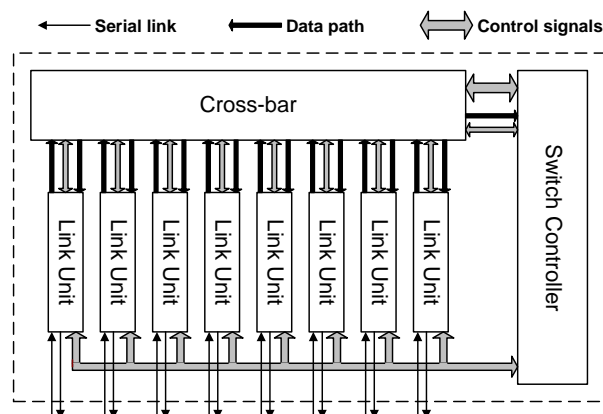 Serial link
Data path
Control signals
Cross-bar
Switch Controller
Link Unit
Link Unit
Link Unit
Link Unit
Link Unit
Link Unit
Link Unit
Link Unit